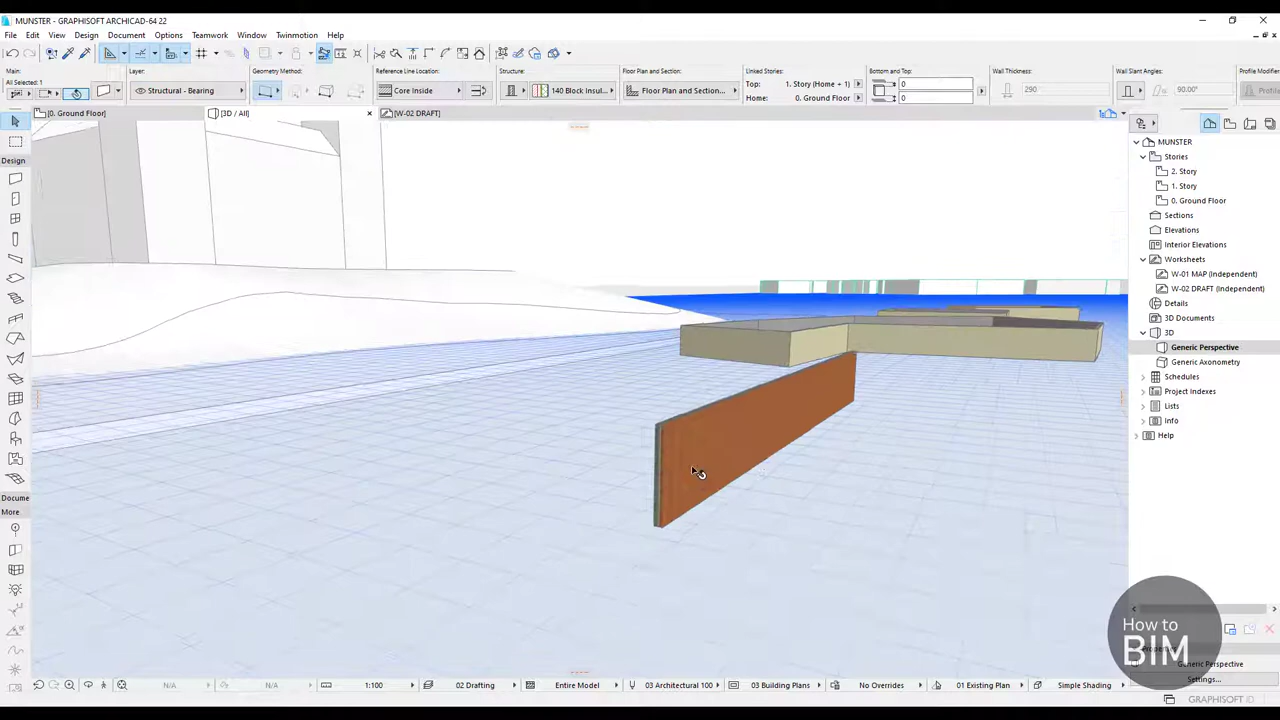 MUNSTER - GRAPHISOFT ARCHICAD-64 22
File Edit View Design Document Options Teamwork Window Twinmotion Help
Main: Layer: Geometry Method: Reference Line Location: Structure: Floor Plan and Section: Linked Stories: Bottom and Top: Wall Thickness: Wall Slant Angles: Profile Modifier
All Selected: 1
Top: 1. Story (Home + 1) 0
Structural - Bearing Core Inside 140 Block Insul... Floor Plan and Section... 290 90.00° Profile
Home: 0. Ground Floor 0
[0. Ground Floor] [3D / All] [W-02 DRAFT]
MUNSTER
Design
Stories
2. Story
1. Story
0. Ground Floor
Sections
Elevations
Interior Elevations
Worksheets
W-01 MAP (Independent)
W-02 DRAFT (Independent)
Details
3D Documents
3D
Generic Perspective
Generic Axonometry
Schedules
Project Indexes
Lists
Info
Help
Docume
More
How to
BIM
Generic Perspective
Settings...
N/A N/A 1:100 02 Drafting Entire Model 03 Architectural 100 03 Building Plans No Overrides 01 Existing Plan Simple Shading
GRAPHISOFT ID